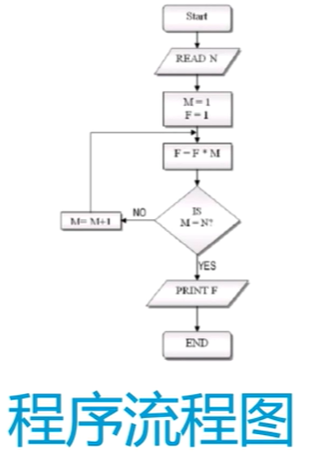 Start
READ N
M = 1
F = 1
F = F * M
NO
IS
M = N?
M= M+1
YES
PRINT F
END
程序流程图